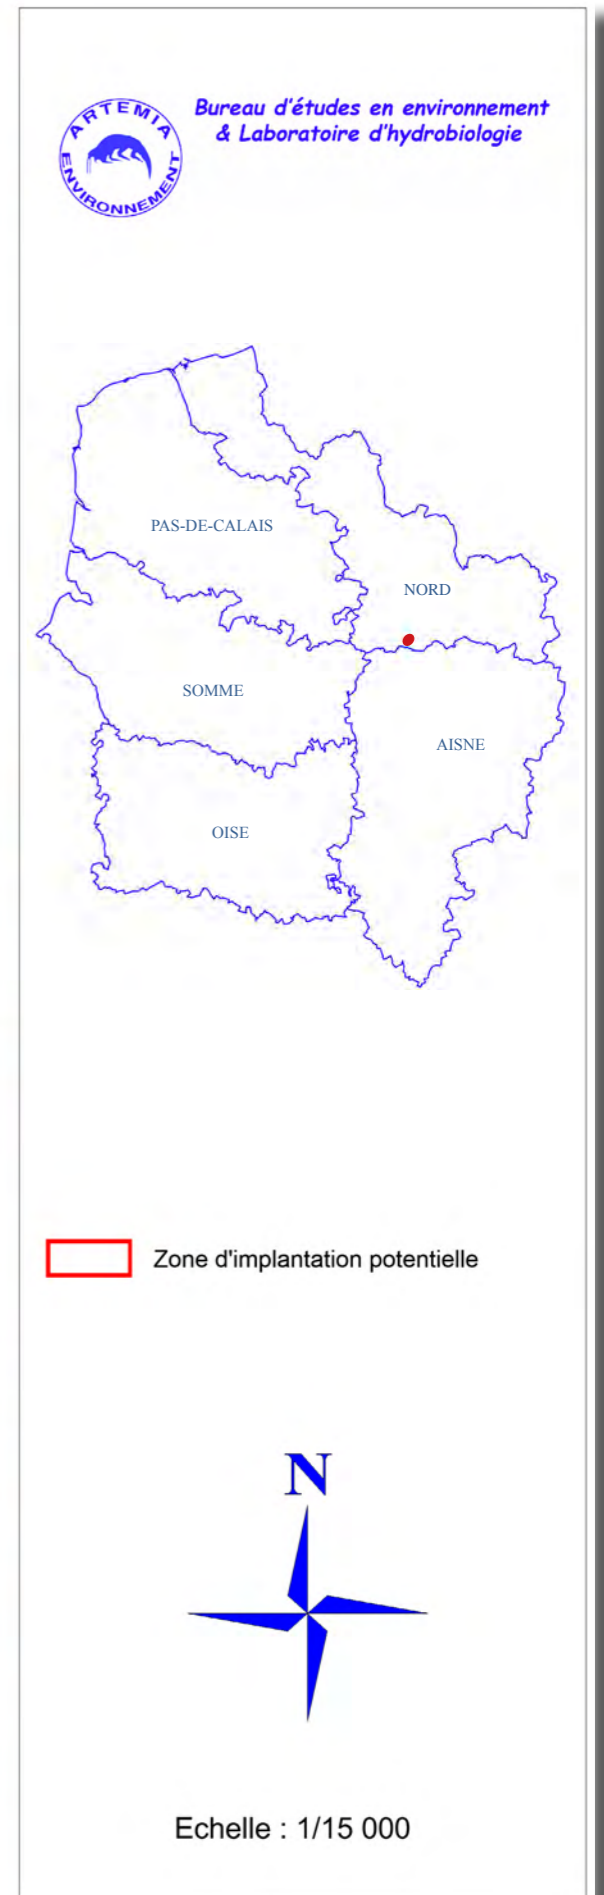 ARTEMIA
ENVIRONNEMENT
Bureau d'études en environnement
& Laboratoire d'hydrobiologie
PAS-DE-CALAIS
NORD
SOMME
AISNE
OISE
Zone d'implantation potentielle
N
Echelle : 1/15 000